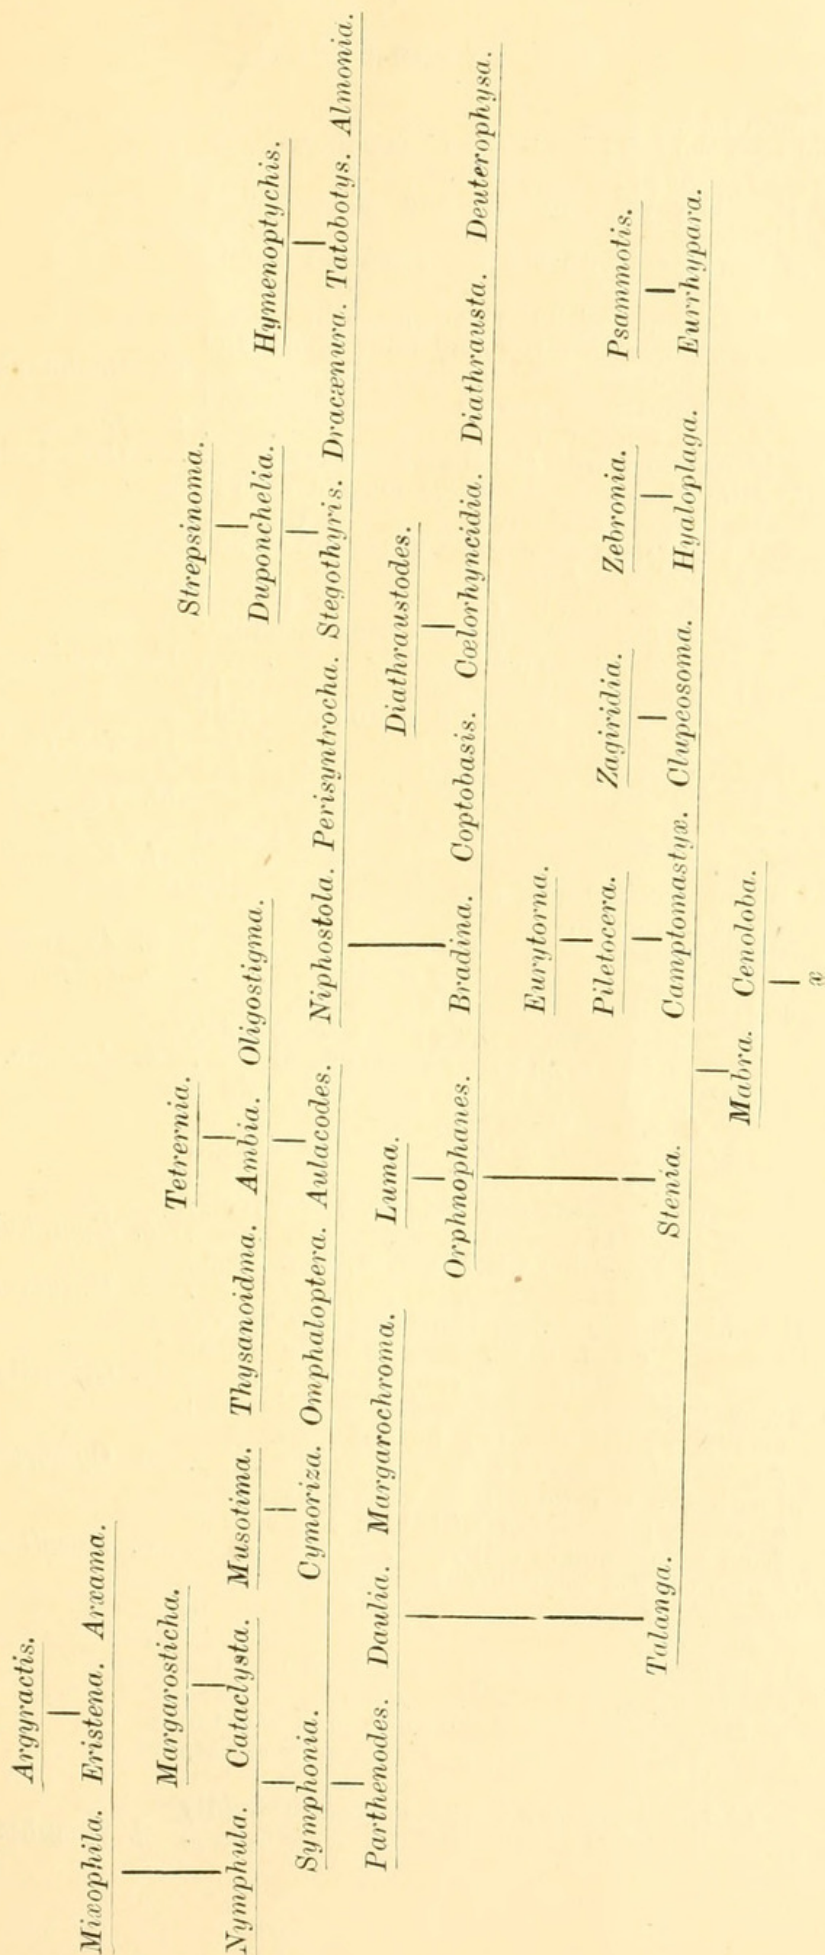 Argyractis.
Mixophila. Eristena. Arxama.
Margarosticha.
Tetrernia.
Strepsinoma.
Nymphula. Cataclysta. Musotima. Thysanoidma. Ambia. Oligostigma.
Duponchelia.
Hymenoptychis.
Symphonia. Cymoriza. Omphaloptera. Aulacodes.
Niphostola. Perisyntrocha. Stegothyris. Dracænura. Tatobotys. Almonia.
Parthenodes. Daulia. Margarochroma.
Luma.
Diathraustodes.
Orphnophanes. Bradina. Coptobasis. Cœlorhyncidia. Diathrausta. Deuterophysa.
Eurytorna.
Piletocera.
Zagiridia.
Zebronia.
Psammotis.
Talanga. Stenia. Camptomastyx. Clupeosoma. Hyaloplaga. Eurrhypara.
Mabra. Cenoloba.
x